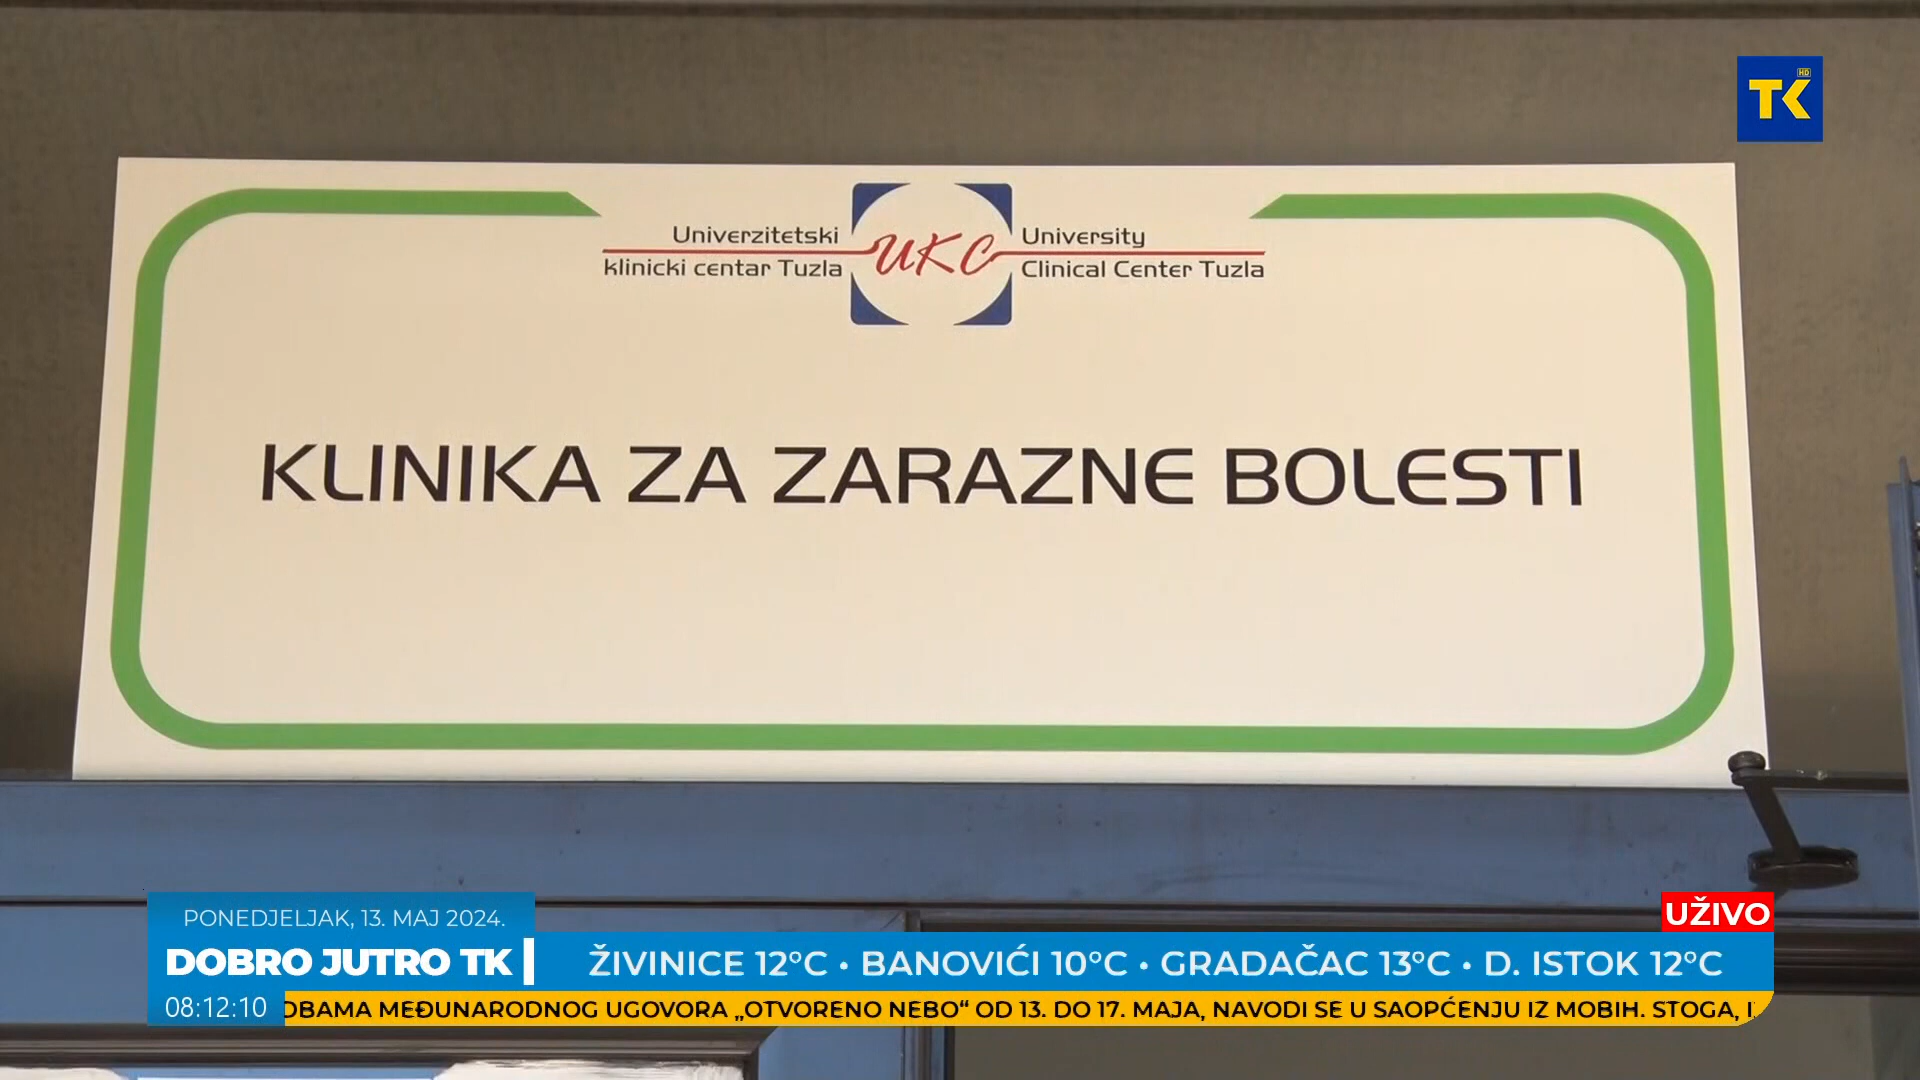 TK HD
Univerzitetski
klinicki centar Tuzla
UKC
University
Clinical Center Tuzla
KLINIKA ZA ZARAZNE BOLESTI
PONEDJELJAK, 13. MAJ 2024.
UŽIVO
DOBRO JUTRO TK
ŽIVINICE 12°C • BANOVIĆI 10°C • GRADAČAC 13°C • D. ISTOK 12°C
08:12:10
MEĐUNARODNOG UGOVORA „OTVORENO NEBO“ OD 13. DO 17. MAJA, NAVODI SE U SAOPĆENJU IZ MOBIH. STOGA,